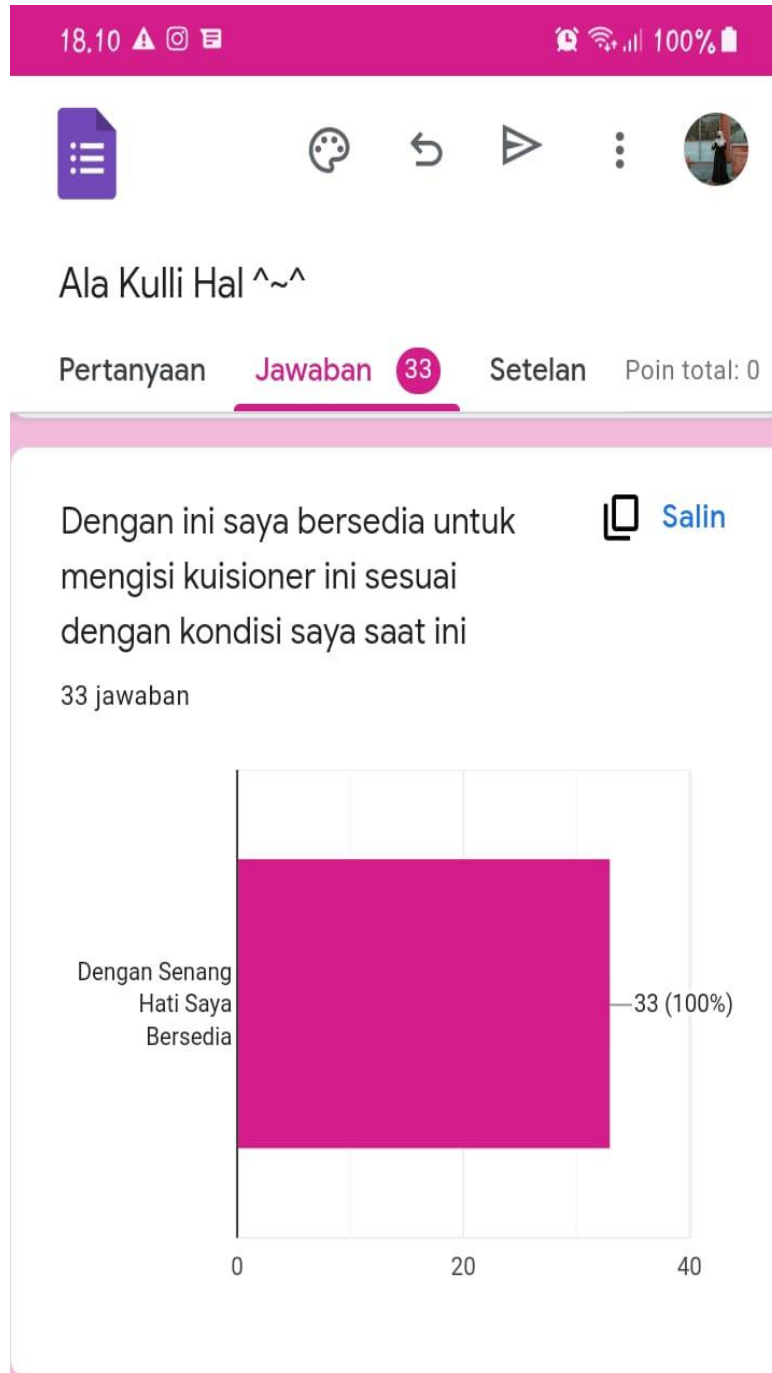 18.10 100%
Ala Kulli Hal ^~^
Pertanyaan Jawaban 33 Setelan Poin total: 0
Dengan ini saya bersedia untuk
mengisi kuisioner ini sesuai
dengan kondisi saya saat ini
Salin
33 jawaban
Dengan Senang
Hati Saya
Bersedia
33 (100%)
0 20 40